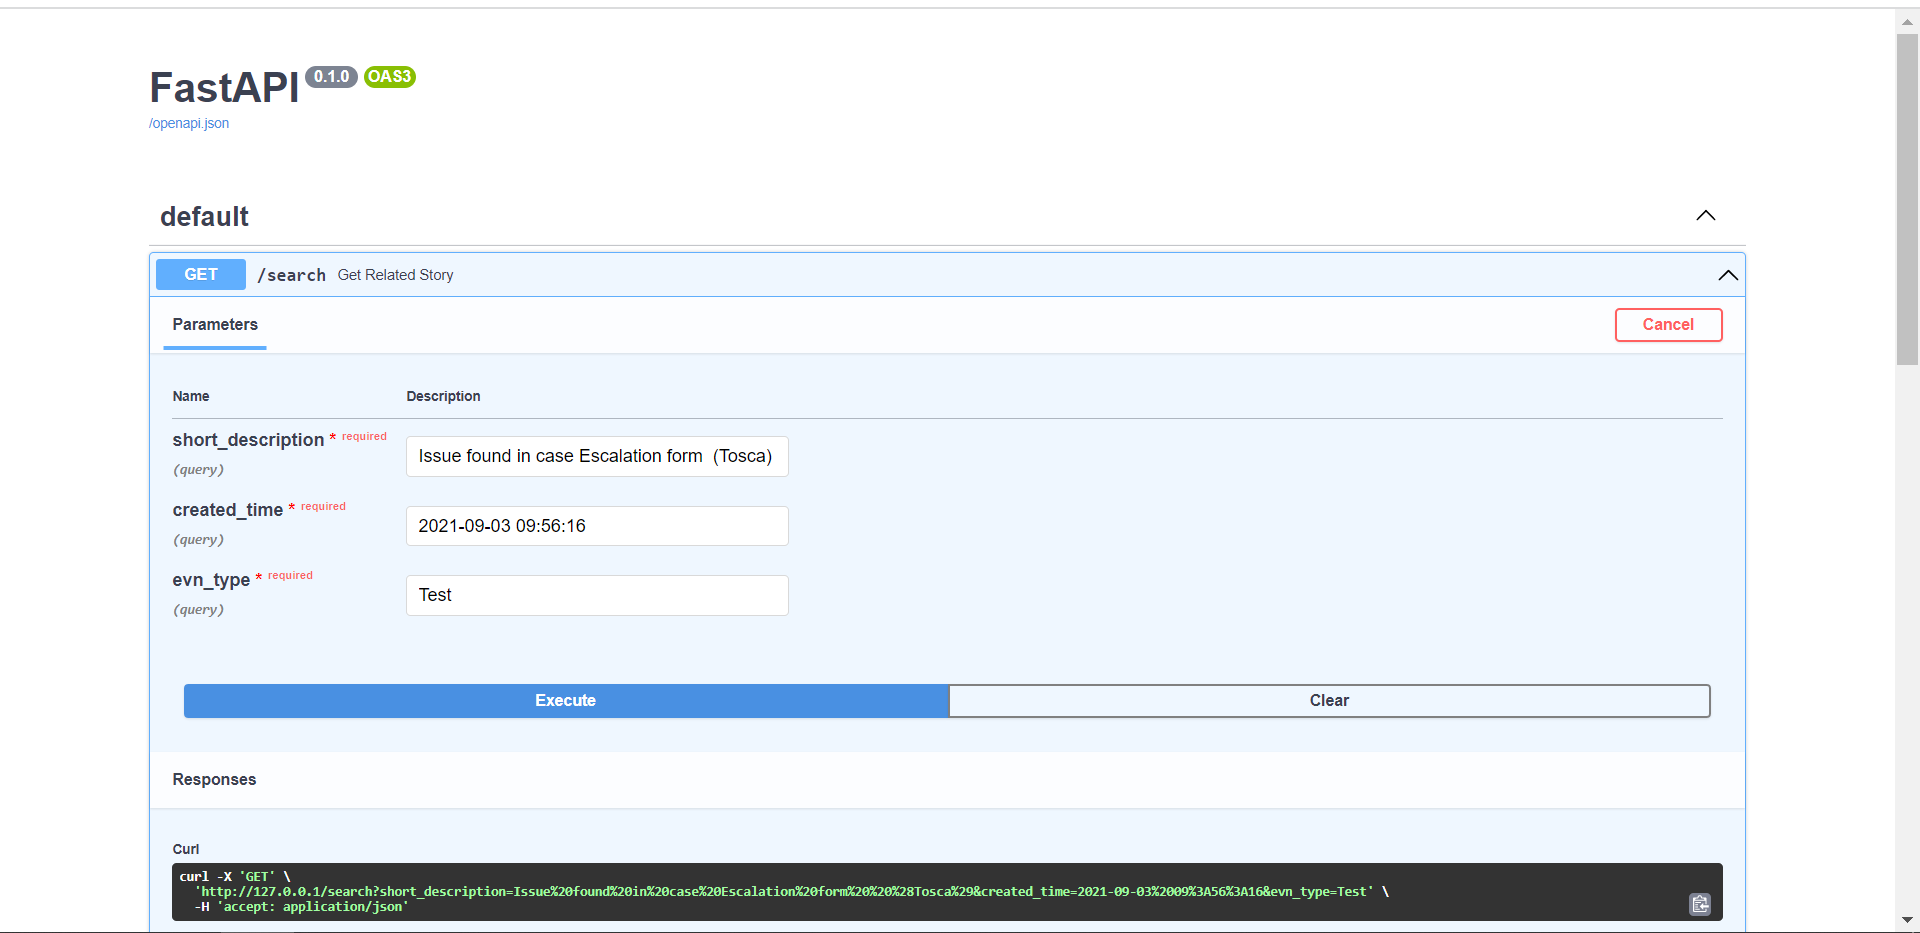 FastAPI 0.1.0 OAS3
/openapi.json
default
GET /search Get Related Story
Parameters Cancel
Name Description
short_description * required
(query)
Issue found in case Escalation form  (Tosca)
created_time * required
(query)
2021-09-03 09:56:16
evn_type * required
(query)
Test
Execute Clear
Responses
Curl
curl -X 'GET' \
'http://127.0.0.1/search?short_description=Issue%20found%20in%20case%20Escalation%20form%20%20%28Tosca%29&created_time=2021-09-03%2009%3A56%3A16&evn_type=Test' \
-H 'accept: application/json'